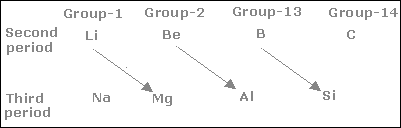 Group-1 Group-2 Group-13 Group-14
Second period Li Be B C
Third period Na Mg Al Si